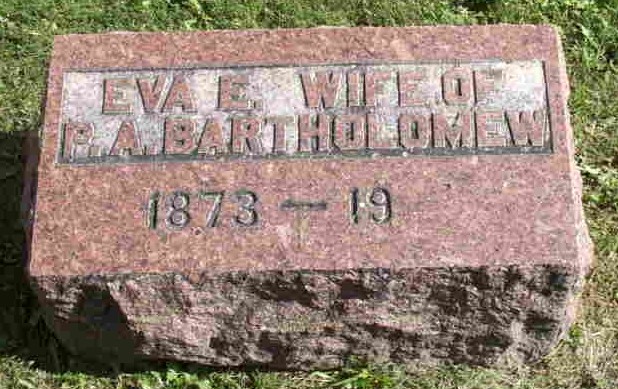 EVA E. WIFE OF
P. A. BARTHOLOMEW
1873 — 19